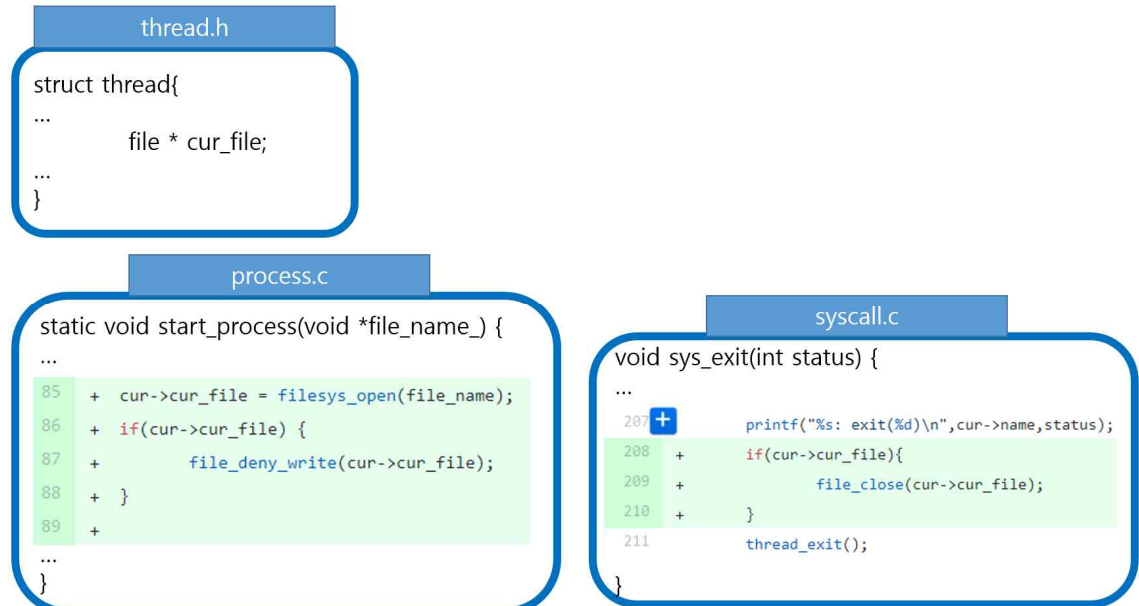 thread.h
struct thread{
...
file * cur_file;
...
}
process.c
static void start_process(void *file_name_) {
...
85 + cur->cur_file = filesys_open(file_name);
86 + if(cur->cur_file) {
87 + file_deny_write(cur->cur_file);
88 + }
89 +
...
}
syscall.c
void sys_exit(int status) {
...
207 + printf("%s: exit(%d)\n",cur->name,status);
208 + if(cur->cur_file){
209 + file_close(cur->cur_file);
210 + }
211 thread_exit();
}